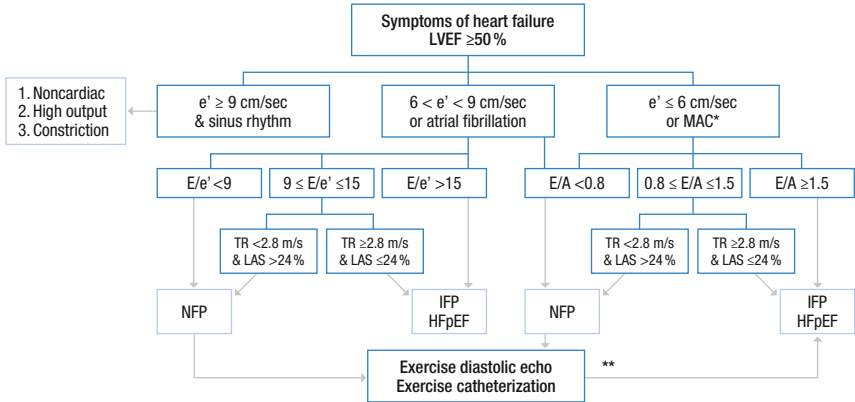 Symptoms of heart failure
LVEF ≥50 %
1. Noncardiac
2. High output
3. Constriction
e’ ≥ 9 cm/sec
& sinus rhythm
6 < e’ < 9 cm/sec
or atrial fibrillation
e’ ≤ 6 cm/sec
or MAC*
E/e’ <9
9 ≤ E/e’ ≤15
E/e’ >15
E/A <0.8
0.8 ≤ E/A ≤1.5
E/A ≥1.5
TR <2.8 m/s
& LAS >24 %
TR ≥2.8 m/s
& LAS ≤24 %
TR <2.8 m/s
& LAS >24 %
TR ≥2.8 m/s
& LAS ≤24 %
NFP
IFP
HFpEF
NFP
IFP
HFpEF
Exercise diastolic echo
Exercise catheterization
**